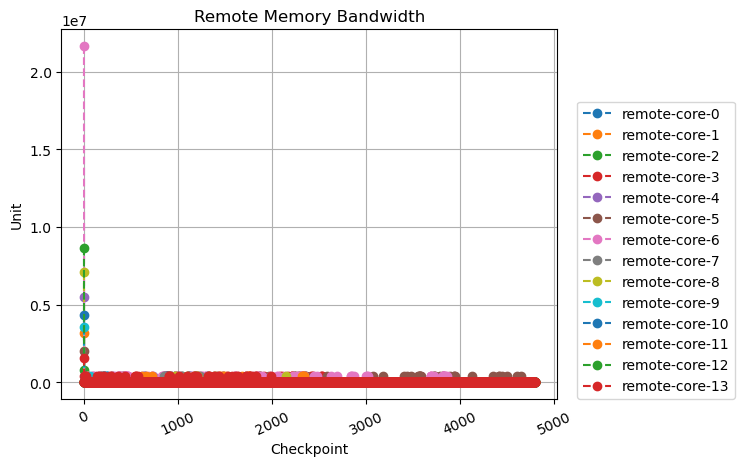 Remote Memory Bandwidth
1e7
2.0
1.5
1.0
0.5
0.0
Unit
0
1000
2000
3000
4000
5000
Checkpoint
remote-core-0
remote-core-1
remote-core-2
remote-core-3
remote-core-4
remote-core-5
remote-core-6
remote-core-7
remote-core-8
remote-core-9
remote-core-10
remote-core-11
remote-core-12
remote-core-13